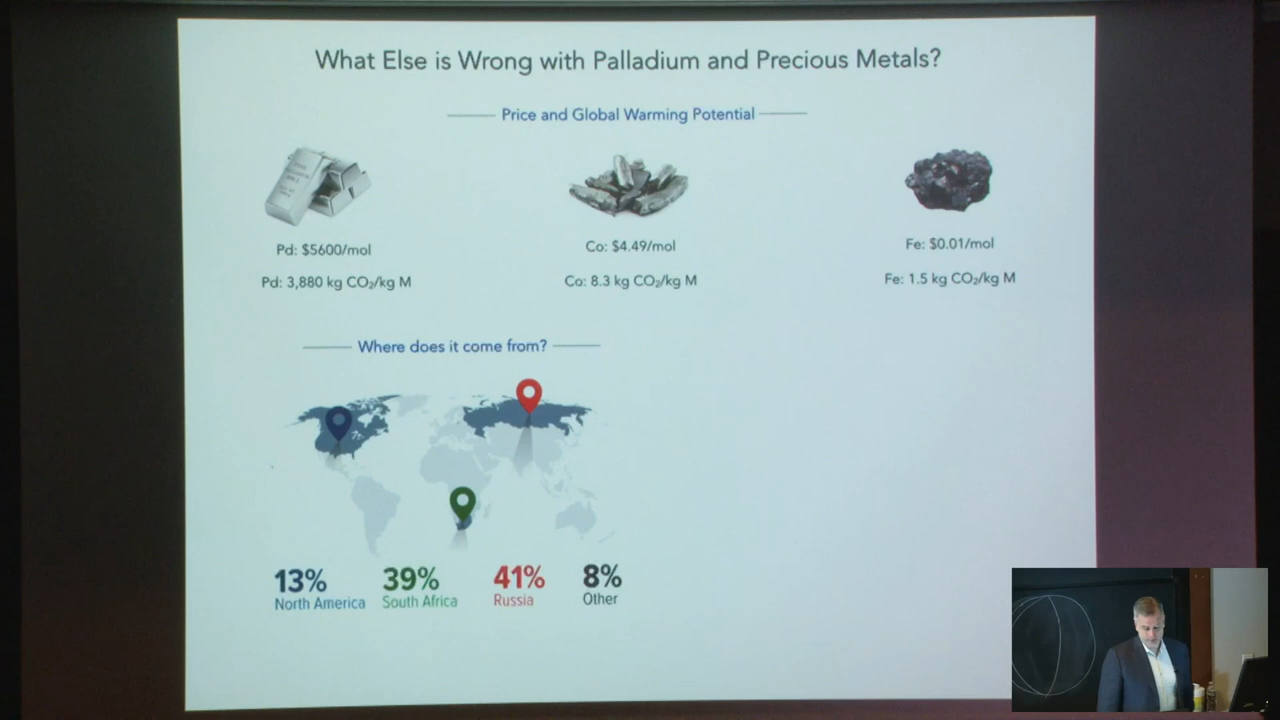 What Else is Wrong with Palladium and Precious Metals?
Price and Global Warming Potential
Pd: $5600/mol
Co: $4.49/mol
Fe: $0.01/mol
Pd: 3,880 kg CO₂/kg M
Co: 8.3 kg CO₂/kg M
Fe: 1.5 kg CO₂/kg M
Where does it come from?
13% 39% 41% 8%
North America South Africa Russia Other